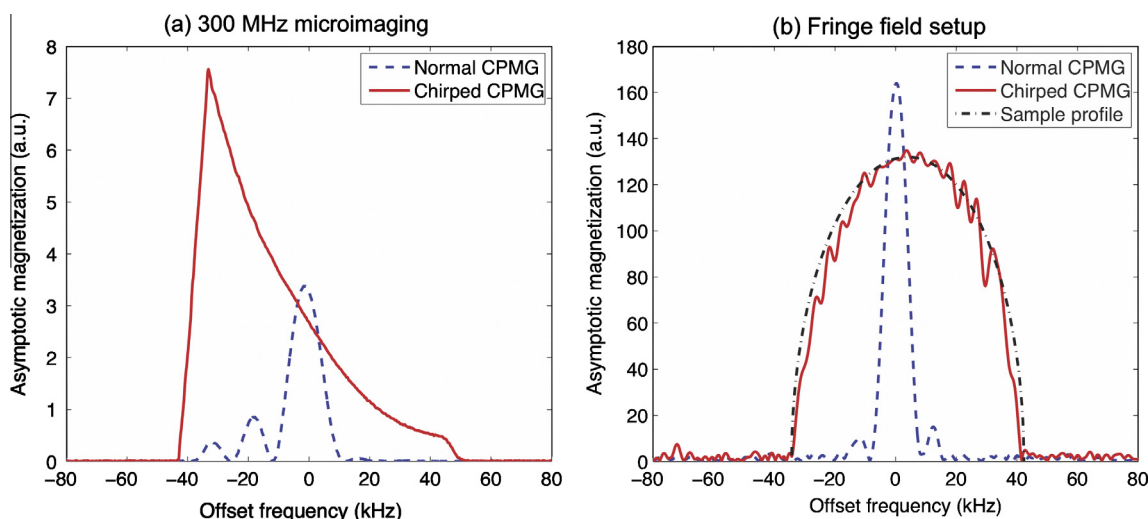 (a) 300 MHz microimaging
Asymptotic magnetization (a.u.)
8
7
6
5
4
3
2
1
0
−80 −60 −40 −20 0 20 40 60 80
Offset frequency (kHz)
Normal CPMG
Chirped CPMG
(b) Fringe field setup
Asymptotic magnetization (a.u.)
180
160
140
120
100
80
60
40
20
0
−80 −60 −40 −20 0 20 40 60 80
Offset frequency (kHz)
Normal CPMG
Chirped CPMG
Sample profile